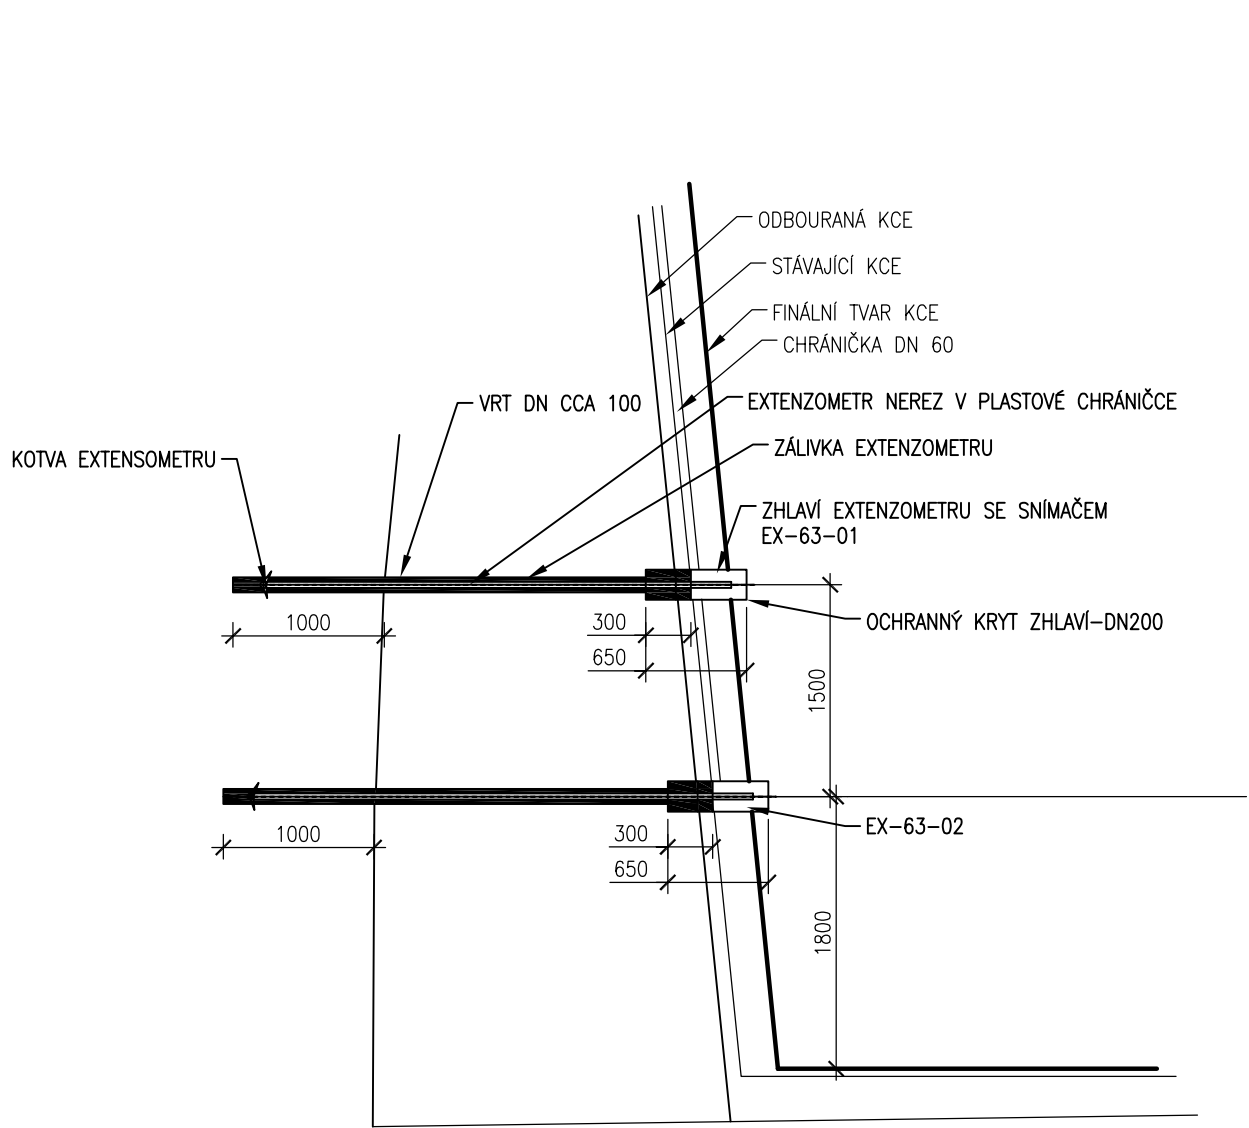 ODBOURANÁ KCE
STÁVAJÍCÍ KCE
FINÁLNÍ TVAR KCE
CHRÁNIČKA DN 60
VRT DN CCA 100
EXTENZOMETR NEREZ V PLASTOVÉ CHRÁNIČCE
KOTVA EXTENSOMETRU
ZÁLIVKA EXTENZOMETRU
ZHLAVÍ EXTENZOMETRU SE SNÍMAČEM
EX-63-01
1000
300
OCHRANNÝ KRYT ZHLAVÍ-DN200
650
1500
1000
300
EX-63-02
650
1800